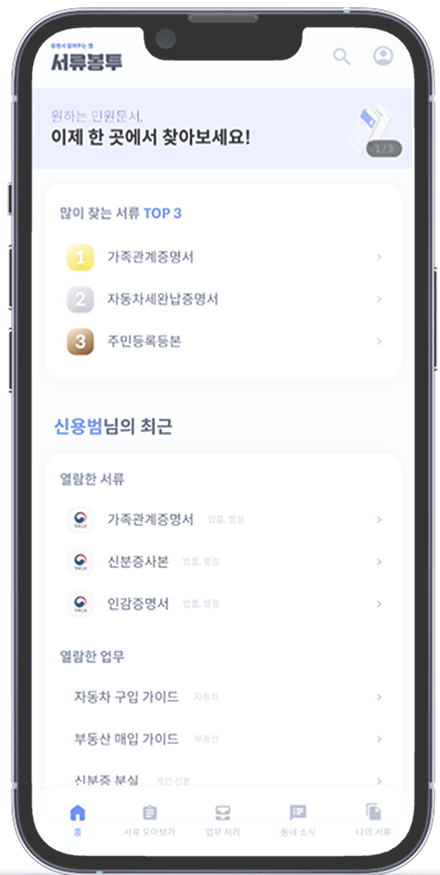 증명서 알려주는 앱
서류봉투
원하는 민원문서,
이제 한 곳에서 찾아보세요!
1 / 3
많이 찾는 서류 TOP 3
1 가족관계증명서
2 자동차세완납증명서
3 주민등록등본
신용범님의 최근
열람한 서류
가족관계증명서 법률, 행정
신분증사본 법률, 행정
인감증명서 법률, 행정
열람한 업무
자동차 구입 가이드 자동차
부동산 매입 가이드 부동산
신분증 분실 개인 신분
홈 서류 모아보기 업무 처리 동네 소식 나의 서류